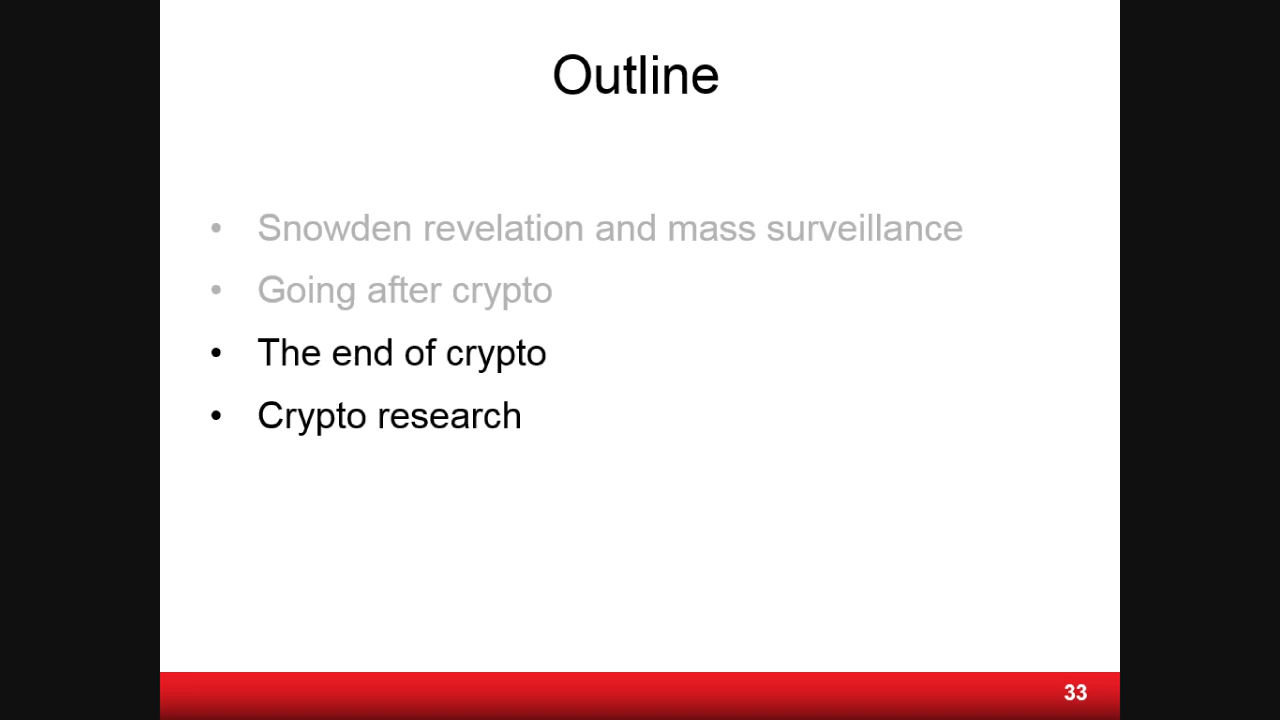 Outline
• Snowden revelation and mass surveillance
• Going after crypto
• The end of crypto
• Crypto research
33